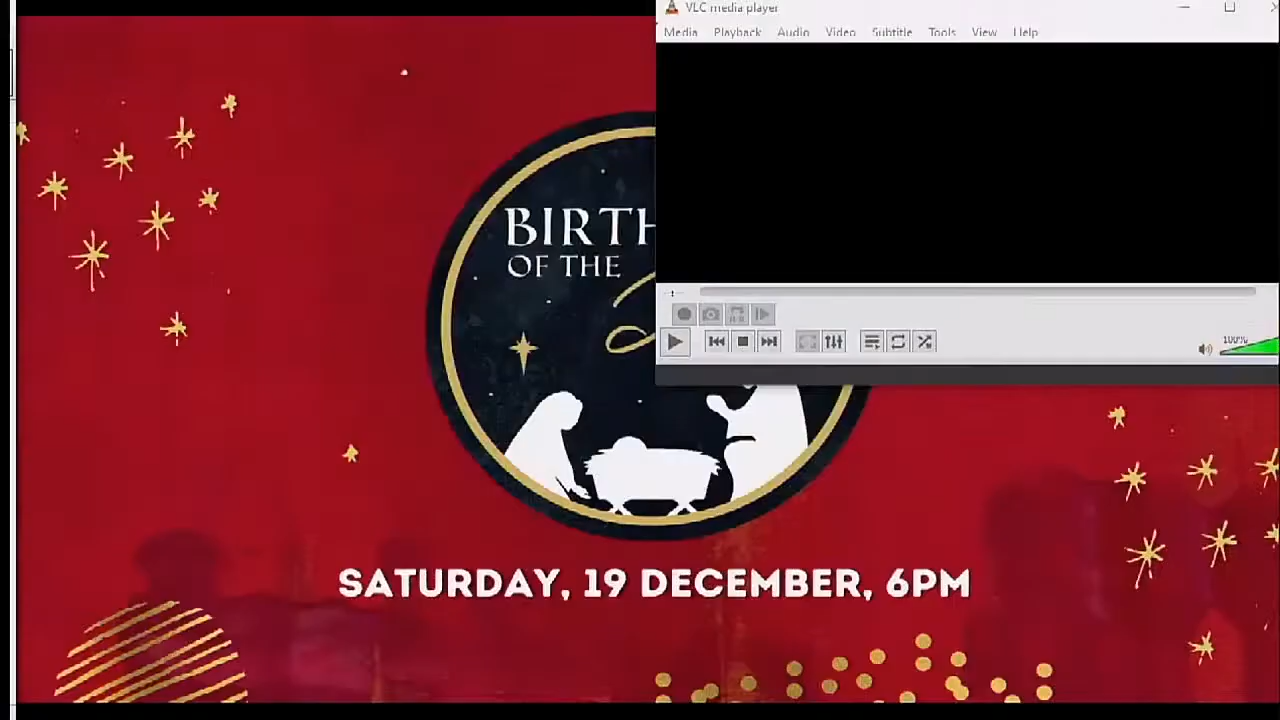 VLC media player
Media Playback Audio Video Subtitle Tools View Help
BIRTH
OF THE
100%
SATURDAY, 19 DECEMBER, 6PM